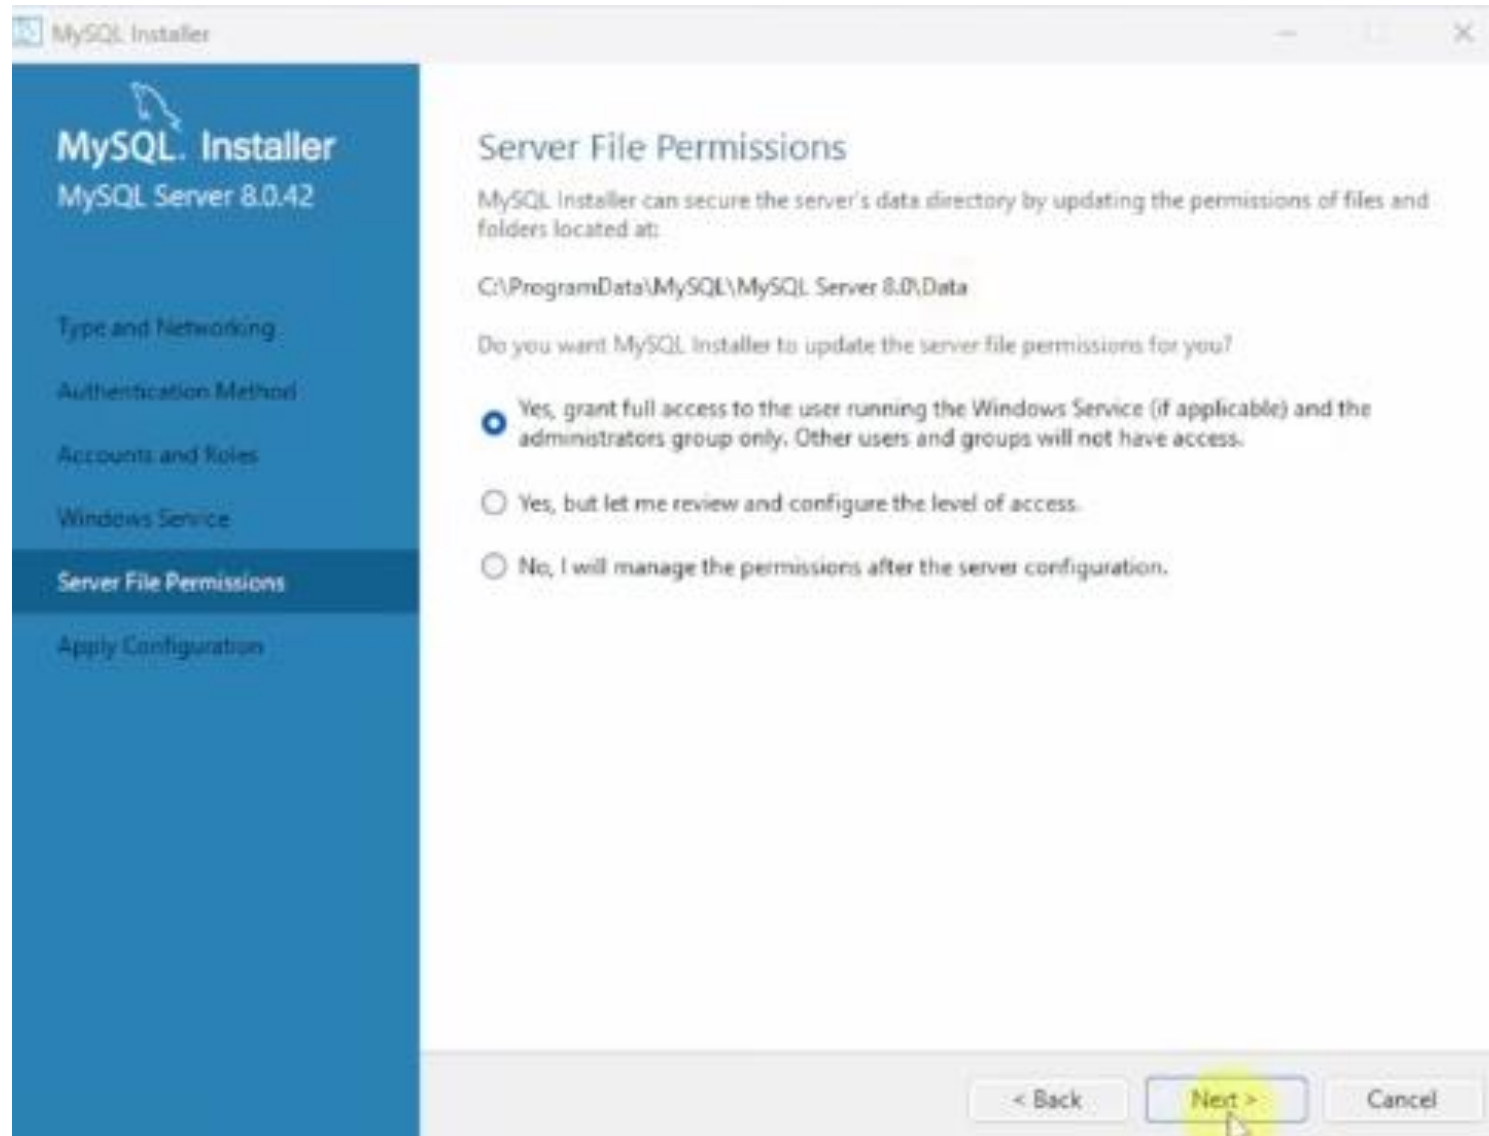 MySQL Installer
MySQL. Installer
MySQL Server 8.0.42
Type and Networking
Authentication Method
Accounts and Roles
Windows Service
Server File Permissions
Apply Configuration
Server File Permissions
MySQL Installer can secure the server's data directory by updating the permissions of files and
folders located at:
C:\ProgramData\MySQL\MySQL Server 8.0\Data
Do you want MySQL Installer to update the server file permissions for you?
Yes, grant full access to the user running the Windows Service (if applicable) and the
administrators group only. Other users and groups will not have access.
Yes, but let me review and configure the level of access.
No, I will manage the permissions after the server configuration.
< Back
Next >
Cancel